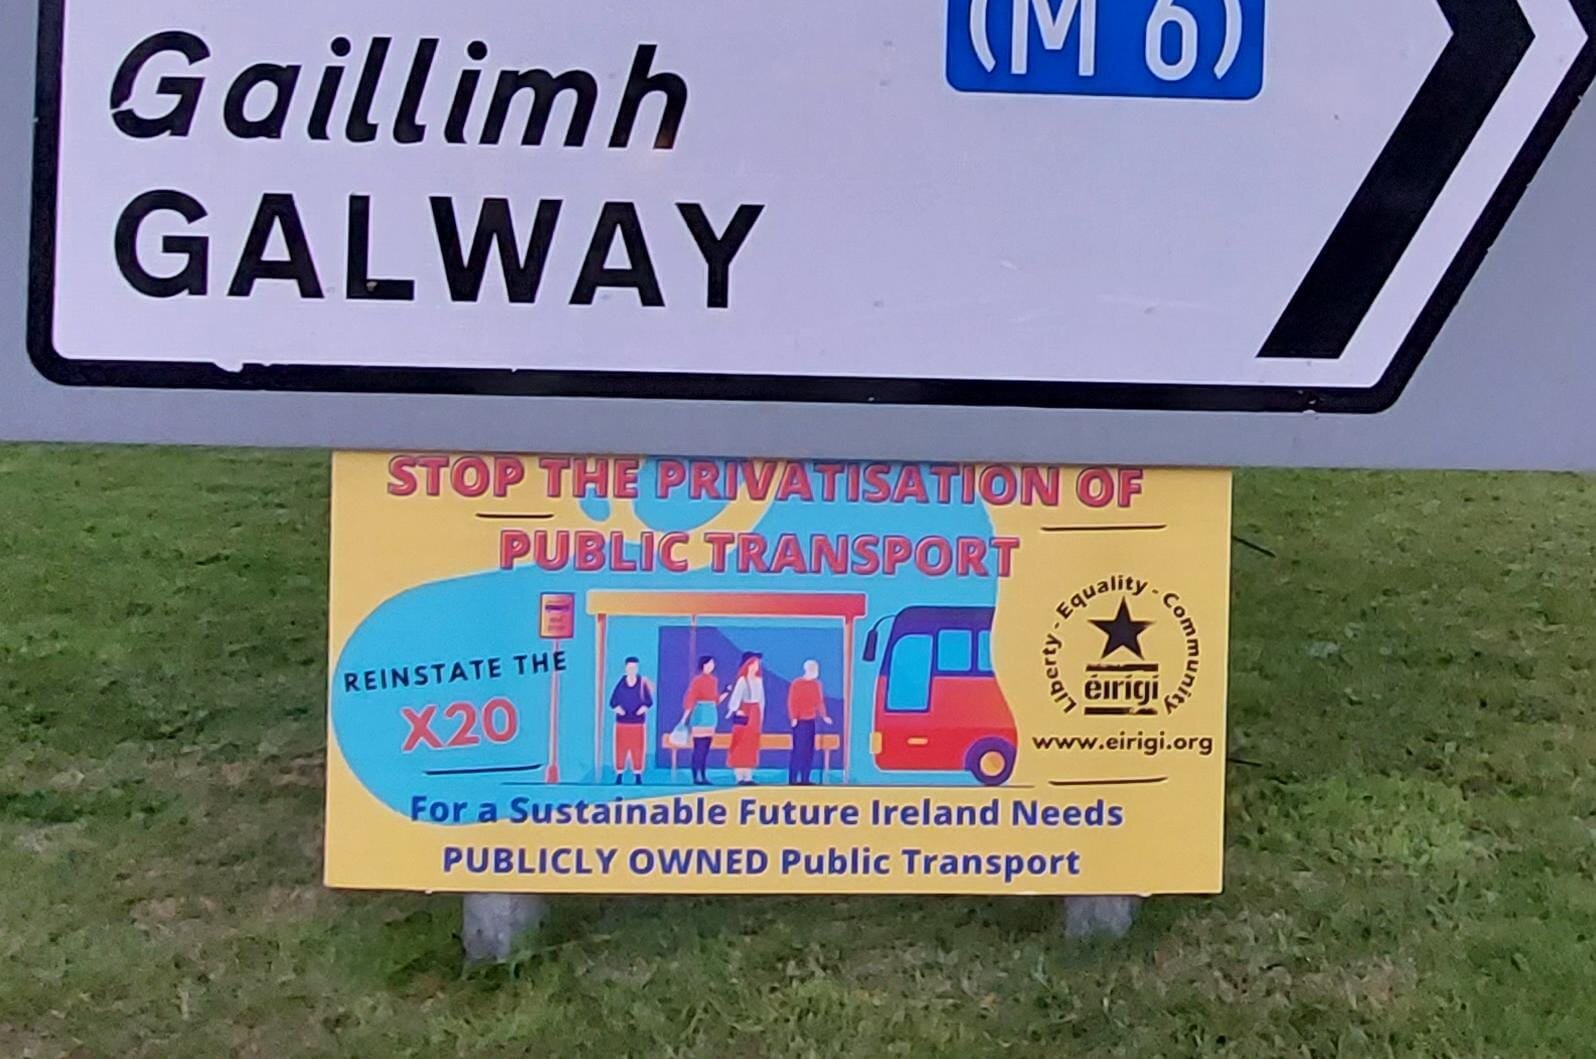 (M 6)
Gaillimh
GALWAY
STOP THE PRIVATISATION OF
PUBLIC TRANSPORT
REINSTATE THE
X20
Liberty - Equality - Community
éirígí
www.eirigi.org
For a Sustainable Future Ireland Needs
PUBLICLY OWNED Public Transport